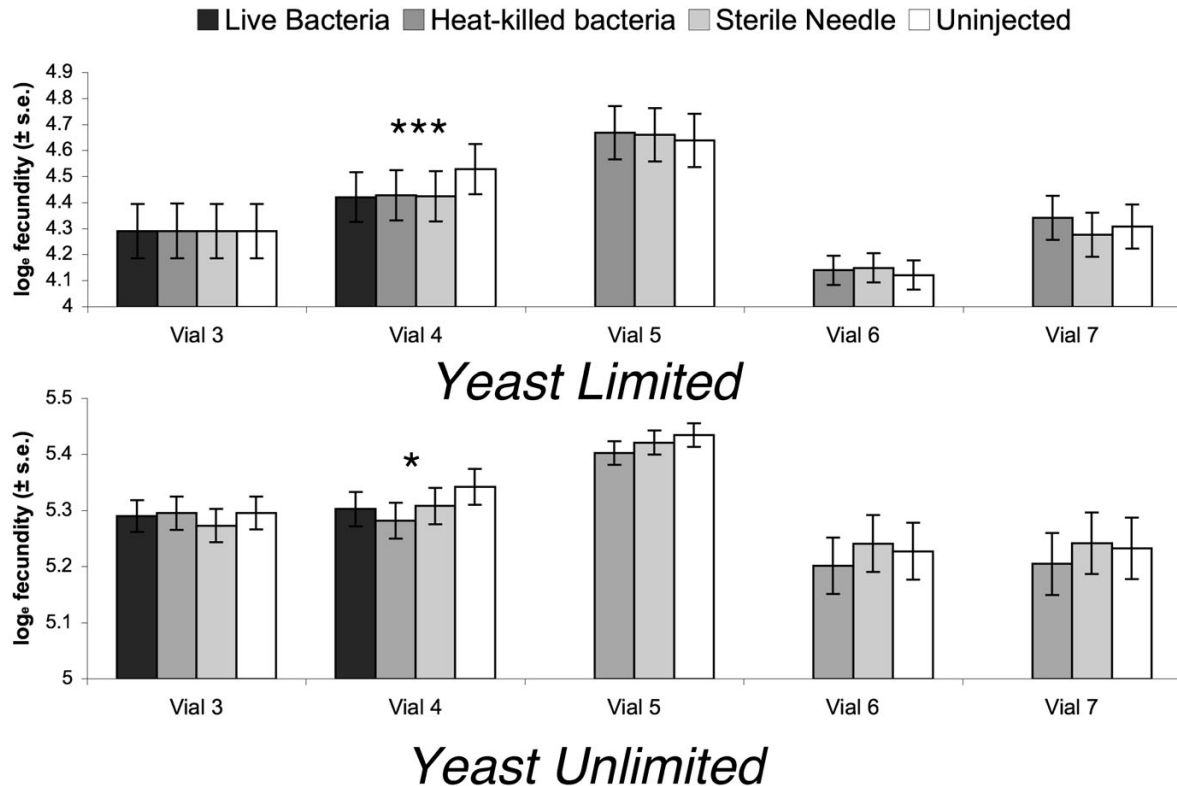 Live Bacteria Heat-killed bacteria Sterile Needle Uninjected
logₑ fecundity (± s.e.)
4.9
4.8
4.7
4.6
4.5
4.4
4.3
4.2
4.1
4
***
Vial 3 Vial 4 Vial 5 Vial 6 Vial 7
Yeast Limited
logₑ fecundity (± s.e.)
5.5
5.4
5.3
5.2
5.1
5
*
Vial 3 Vial 4 Vial 5 Vial 6 Vial 7
Yeast Unlimited